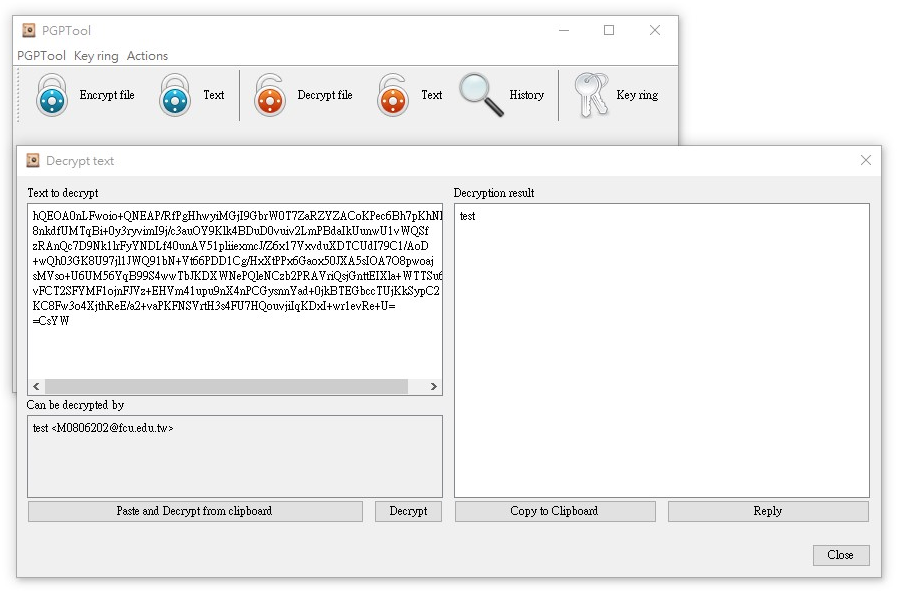 PGPTool
PGPTool Key ring Actions
Encrypt file Text Decrypt file Text History Key ring
Decrypt text
Text to decrypt
hQEOA0nLFwoio+QNEAP/RfPgHhwyiMGjI9GbrW0T7ZaRZYZACoKPec6Bh7pKhNl
8nkdfUMTqBi+0y3ryvimI9j/c3auOY9Klk4BDuD0vuiv2LmPBdaIkUunwU1vWQSf
zRAnQc7D9Nk1lrFyYNDLf40unAV51pliiexmcJ/Z6x17VxvduXDTCUdI79C1/AoD
+wQh03GK8U97jl1JWQ91bN+Vt66PDD1Cg/HxXtPPx6Gaox50JXA5sIOA7O8pwoaj
sMVso+U6UM56YqB99S4wwTbJKDXWNePQleNCzb2PRAVriQsjGnttEIXla+WTTSu6
vFCT2SFYMF1ojnFJVz+EHVm41upu9nX4nPCGysnnYad+0jkBTEGbccTUjKkSypC2
KC8Fw3o4XjthReE/a2+vaPKFNSVrtH3s4FU7HQouvjiIqKDxI+wr1evRe+U=
=CsYW
Can be decrypted by
test <M0806202@fcu.edu.tw>
Paste and Decrypt from clipboard Decrypt
Decryption result
test
Copy to Clipboard Reply
Close